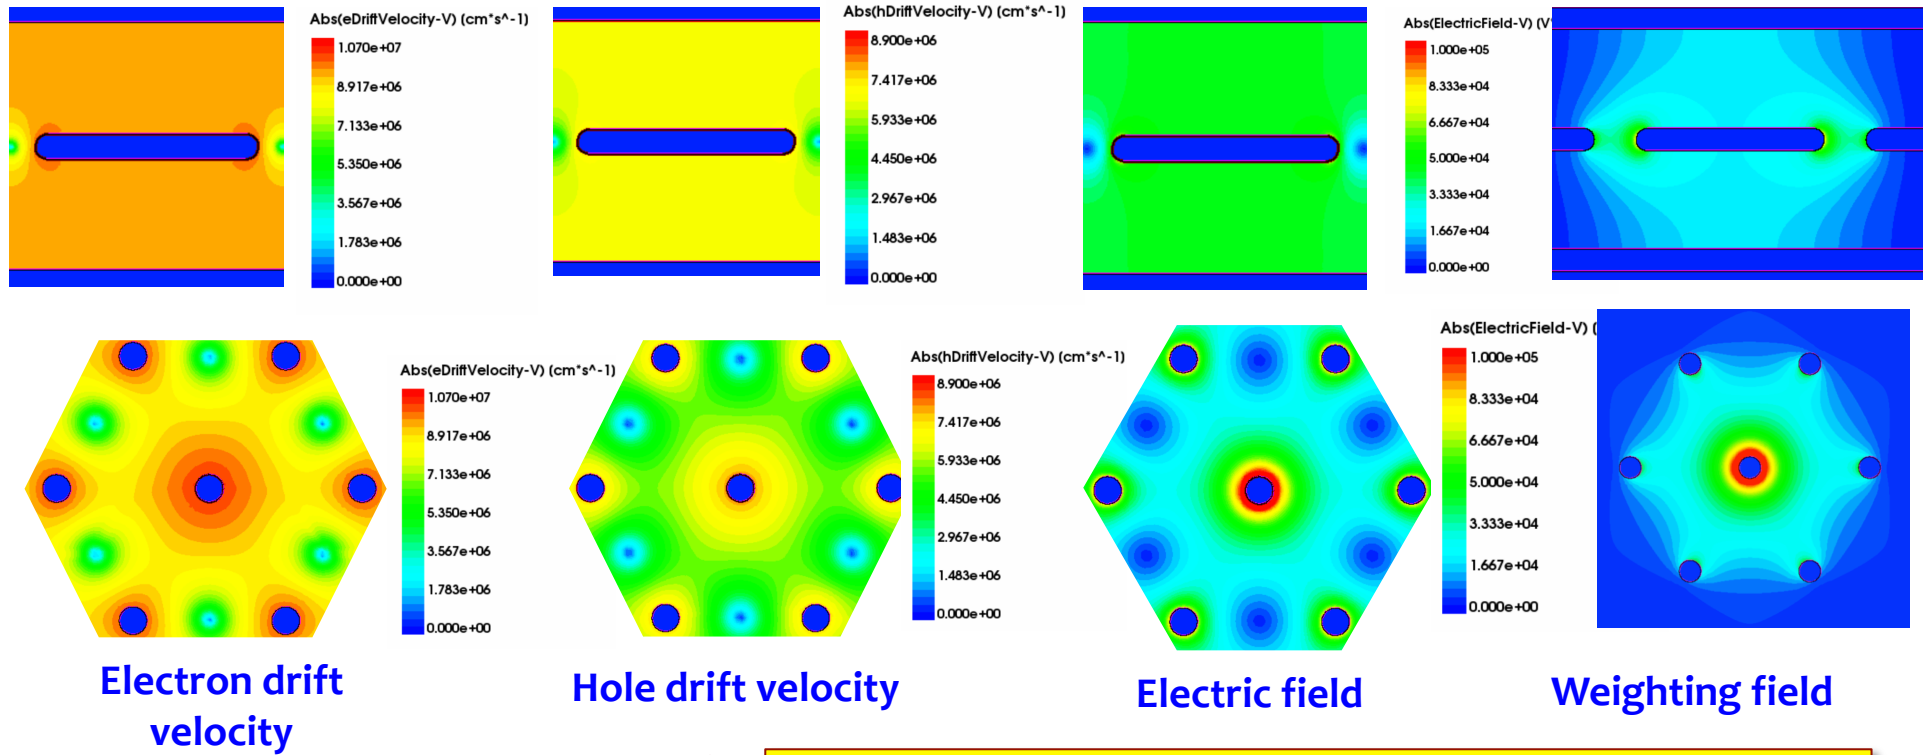 Abs(eDriftVelocity-V) (cm*s^-1)
1.070e+07
8.917e+06
7.133e+06
5.350e+06
3.567e+06
1.783e+06
0.000e+00
Abs(hDriftVelocity-V) (cm*s^-1)
8.900e+06
7.417e+06
5.933e+06
4.450e+06
2.967e+06
1.483e+06
0.000e+00
Abs(ElectricField-V) (V
1.000e+05
8.333e+04
6.667e+04
5.000e+04
3.333e+04
1.667e+04
0.000e+00
Abs(eDriftVelocity-V) (cm*s^-1)
1.070e+07
8.917e+06
7.133e+06
5.350e+06
3.567e+06
1.783e+06
0.000e+00
Abs(hDriftVelocity-V) (cm*s^-1)
8.900e+06
7.417e+06
5.933e+06
4.450e+06
2.967e+06
1.483e+06
0.000e+00
Abs(ElectricField-V) (
1.000e+05
8.333e+04
6.667e+04
5.000e+04
3.333e+04
1.667e+04
0.000e+00
Electron drift
velocity
Hole drift velocity
Electric field
Weighting field